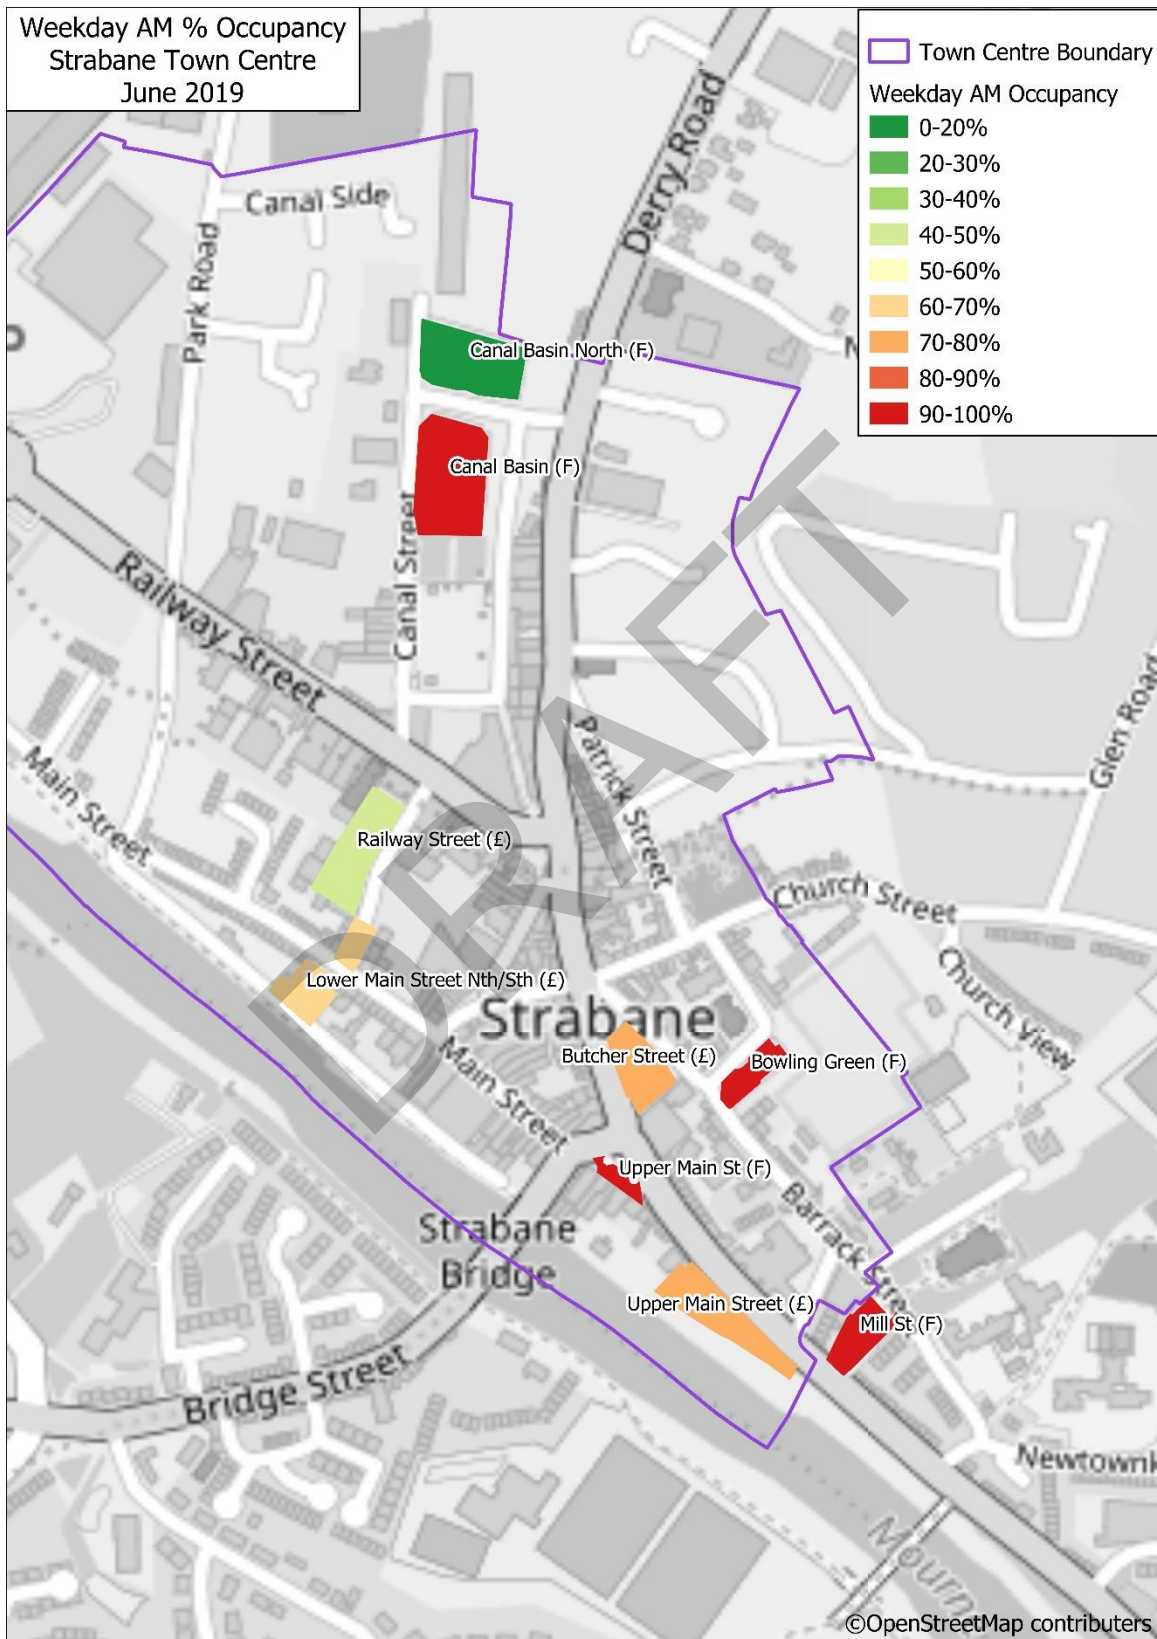 Weekday AM % Occupancy
Strabane Town Centre
June 2019
Town Centre Boundary
Weekday AM Occupancy
0-20%
20-30%
30-40%
40-50%
50-60%
60-70%
70-80%
80-90%
90-100%
Canal Side
Derry Road
Park Road
Canal Basin North (F)
N
Canal Basin (F)
Canal Street
Railway Street
Glen Road
Patrick Street
Main Street
Railway Street (£)
Church Street
Church View
Lower Main Street Nth/Sth (£)
Strabane
Main Street
Butcher Street (£)
Bowling Green (F)
Upper Main St (F)
Barrack Stre
Strabane
Bridge
Upper Main Street (£)
Mill St (F)
Bridge Street
Newtownk
Mourn
DRAFT
©OpenStreetMap contributers